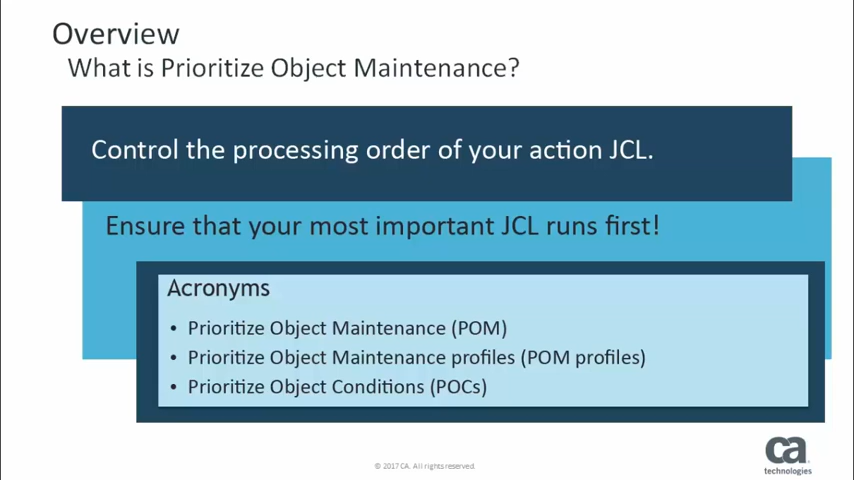 Overview
What is Prioritize Object Maintenance?
Control the processing order of your action JCL.
Ensure that your most important JCL runs first!
Acronyms
• Prioritize Object Maintenance (POM)
• Prioritize Object Maintenance profiles (POM profiles)
• Prioritize Object Conditions (POCs)
© 2017 CA. All rights reserved.
ca
technologies